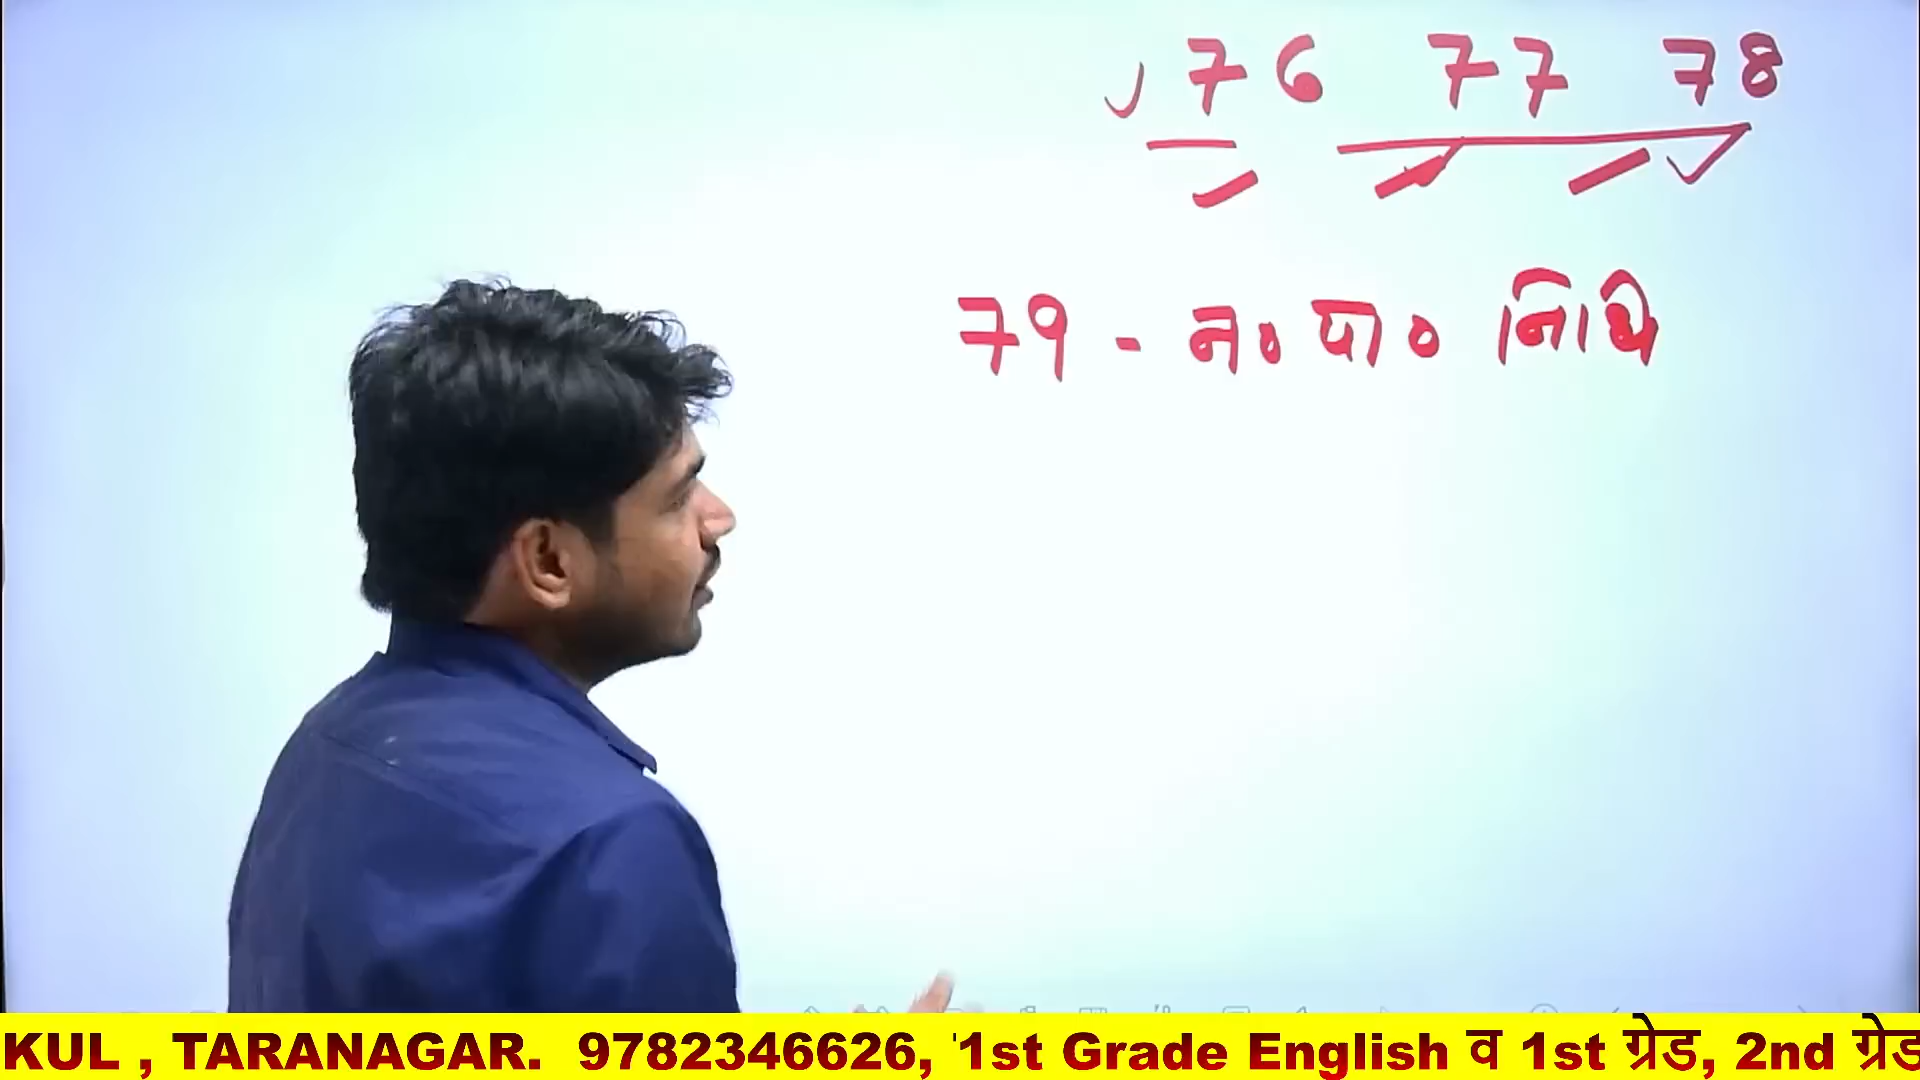 76 77 78
79 - न० पा० निधि
KUL , TARANAGAR. 9782346626, '1st Grade English व 1st ग्रेड, 2nd ग्रेड